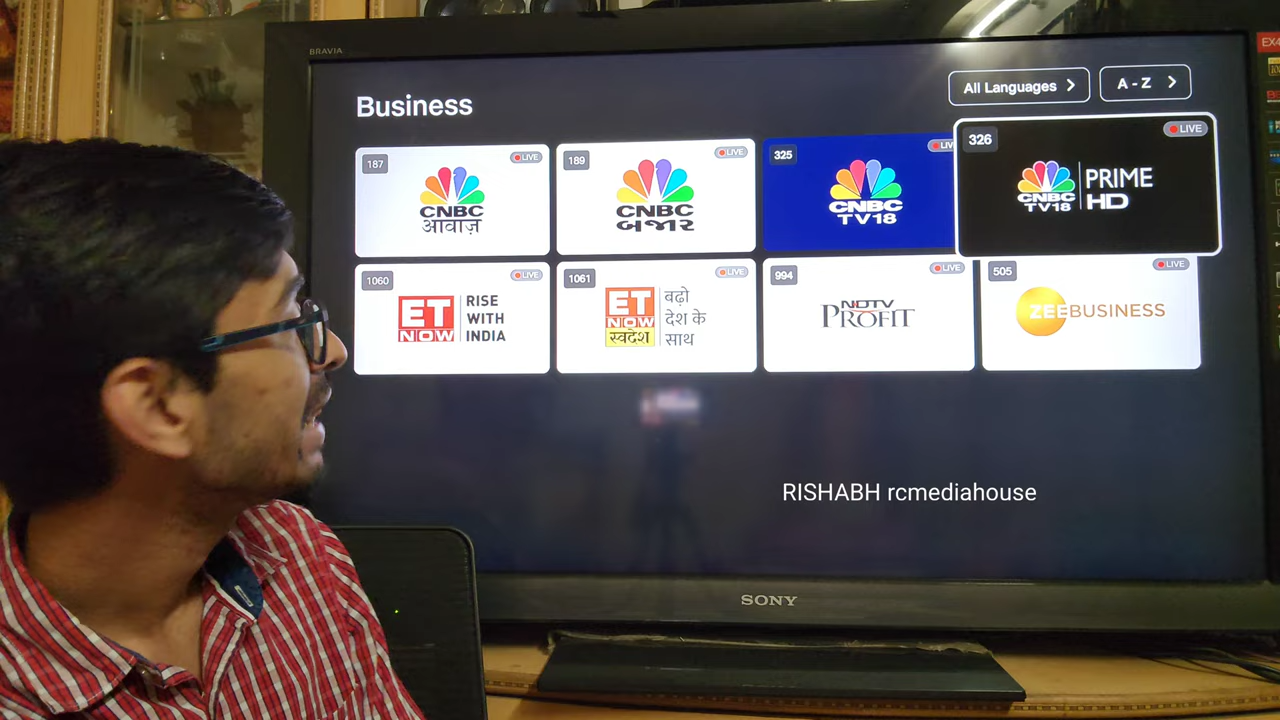 BRAVIA
Business
All Languages
A - Z
187
LIVE
CNBC
आवाज़
189
LIVE
CNBC
બજાર
325
LIV
CNBC
TV18
326
LIVE
CNBC
TV18
PRIME
HD
1060
LIVE
ET
NOW
RISE
WITH
INDIA
1061
LIVE
ET
NOW
स्वदेश
बढ़ो
देश के
साथ
994
LIVE
NDTV
PROFIT
505
LIVE
ZEEBUSINESS
RISHABH rcmediahouse
SONY